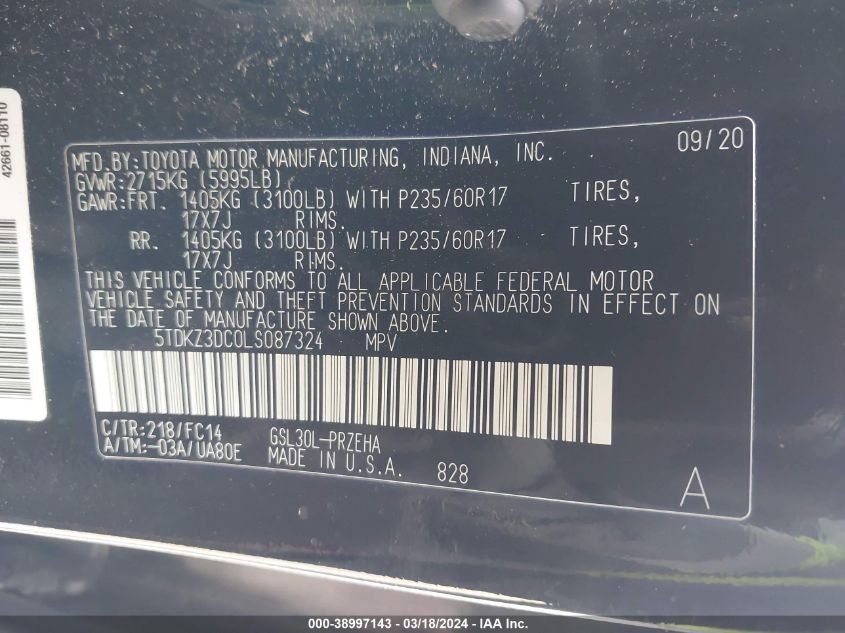 42661-08110
09/20
MFD.BY:TOYOTA MOTOR MANUFACTURING, INDIANA, INC.
GVWR:2715KG (5995LB)
GAWR:FRT. 1405KG (3100LB) WITH P235/60R17 TIRES,
17X7J RIMS.
RR. 1405KG (3100LB) WITH P235/60R17 TIRES,
17X7J RIMS.
THIS VEHICLE CONFORMS TO ALL APPLICABLE FEDERAL MOTOR
VEHICLE SAFETY AND THEFT PREVENTION STANDARDS IN EFFECT ON
THE DATE OF MANUFACTURE SHOWN ABOVE.
5TDKZ3DC0LS087324 MPV
C/TR:218/FC14 GSL30L-PRZEHA
A/TM:-03A/UA80E MADE IN U.S.A. 828
A
000-38997143 - 03/18/2024 - IAA Inc.